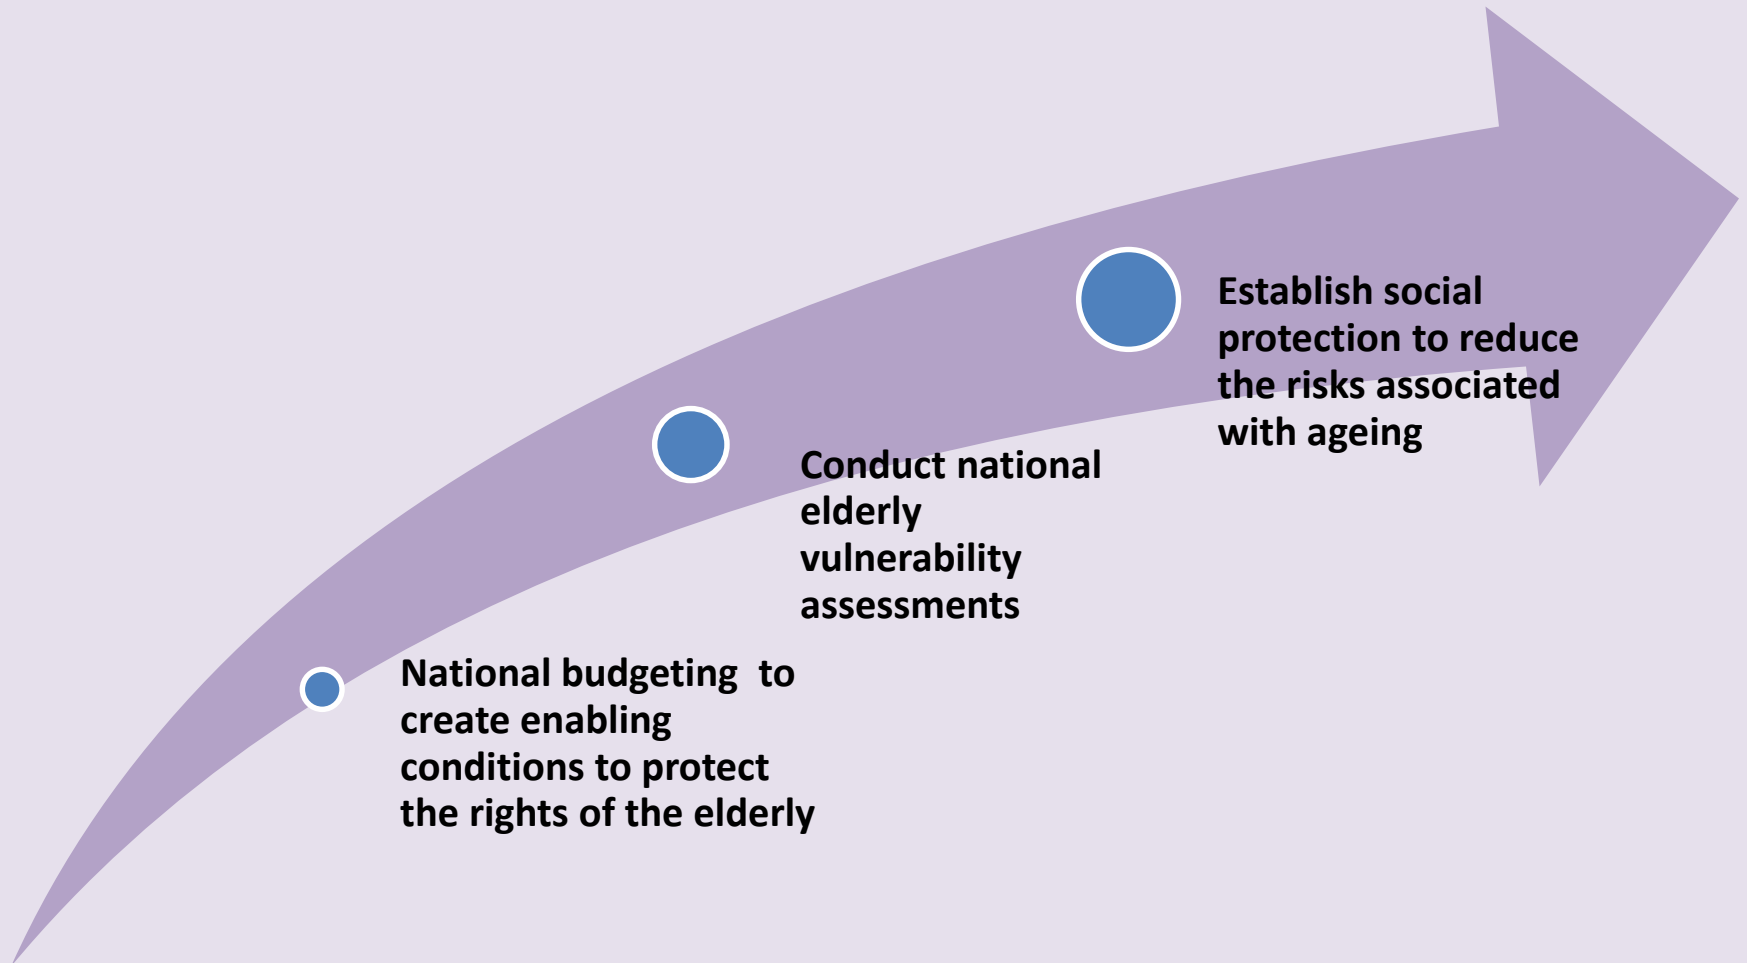 Establish social
protection to reduce
the risks associated
with ageing
Conduct national
elderly
vulnerability
assessments
National budgeting  to
create enabling
conditions to protect
the rights of the elderly